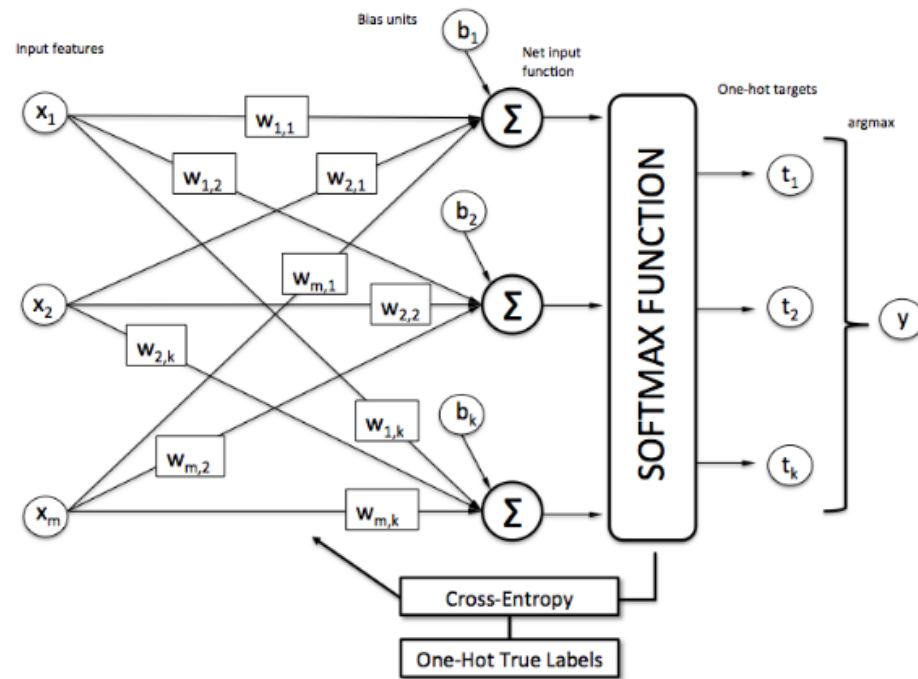 Bias units
b1
Input features
Net input
function
One-hot targets
argmax
x1
w1,1
Σ
w1,2
w2,1
t1
b2
wm,1
x2
w2,2
Σ
SOFTMAX FUNCTION
t2
y
w2,k
w1,k
bk
wm,2
tk
xm
wm,k
Σ
Cross-Entropy
One-Hot True Labels